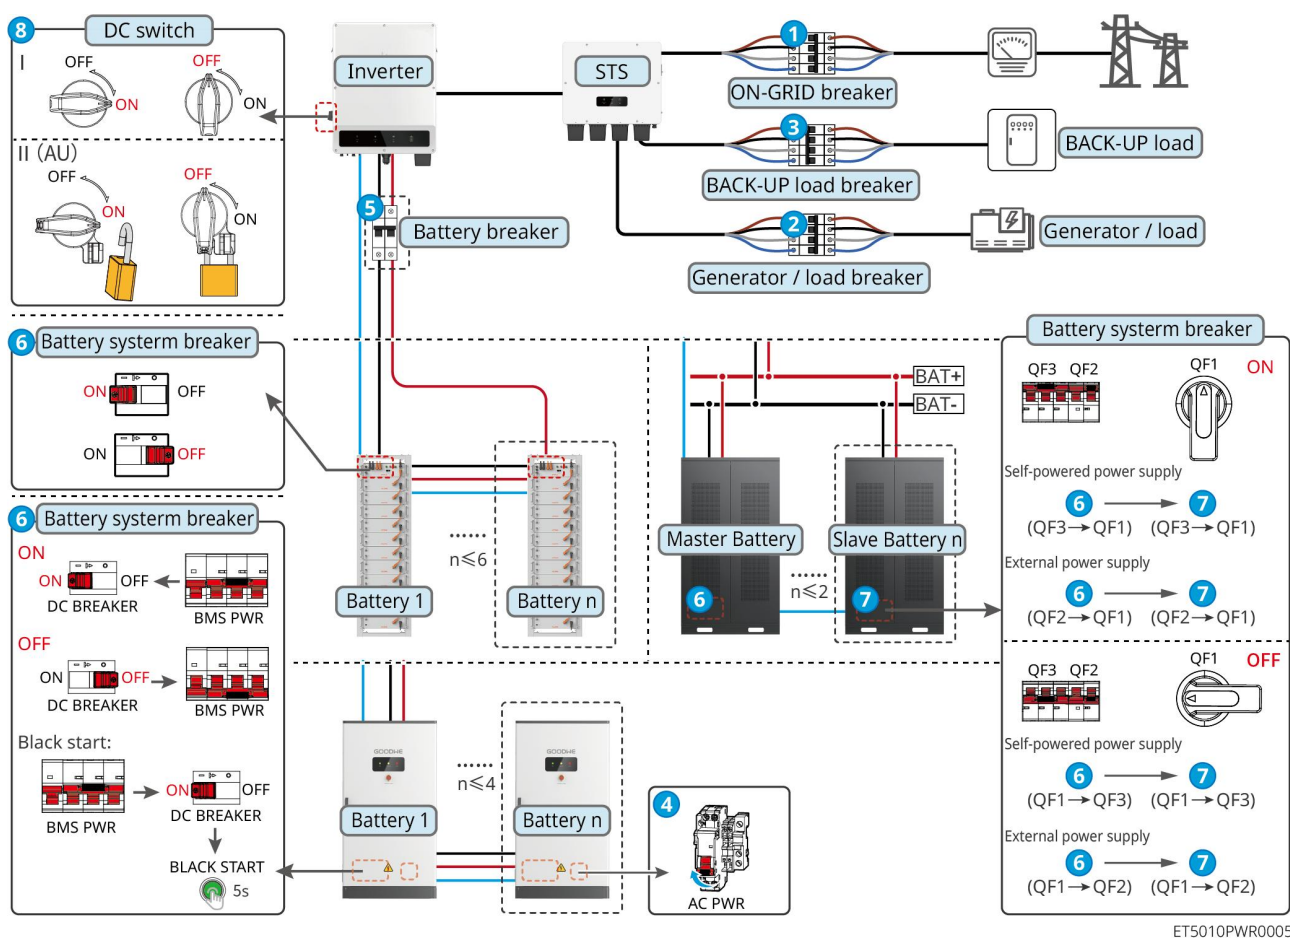 8 DC switch
I
OFF
ON
OFF
ON
II (AU)
OFF
ON
OFF
ON
Inverter
STS
1
ON-GRID breaker
3
BACK-UP load breaker
BACK-UP load
2
Generator / load breaker
Generator / load
5
Battery breaker
6 Battery systerm breaker
ON OFF
ON OFF
6 Battery systerm breaker
ON
ON OFF
DC BREAKER
BMS PWR
OFF
ON OFF
DC BREAKER
BMS PWR
Black start:
BMS PWR
ON OFF
DC BREAKER
BLACK START
5s
Battery 1
......
n≤6
Battery n
BAT+
BAT-
Master Battery
Slave Battery n
......
n≤2
6
7
GOODWE
Battery 1
......
n≤4
GOODWE
Battery n
4
AC PWR
Battery systerm breaker
QF3 QF2
QF1
ON
Self-powered power supply
6 7
(QF3→QF1) (QF3→QF1)
External power supply
6 7
(QF2→QF1) (QF2→QF1)
QF3 QF2
QF1
OFF
Self-powered power supply
6 7
(QF1→QF3) (QF1→QF3)
External power supply
6 7
(QF1→QF2) (QF1→QF2)
ET5010PWR0005